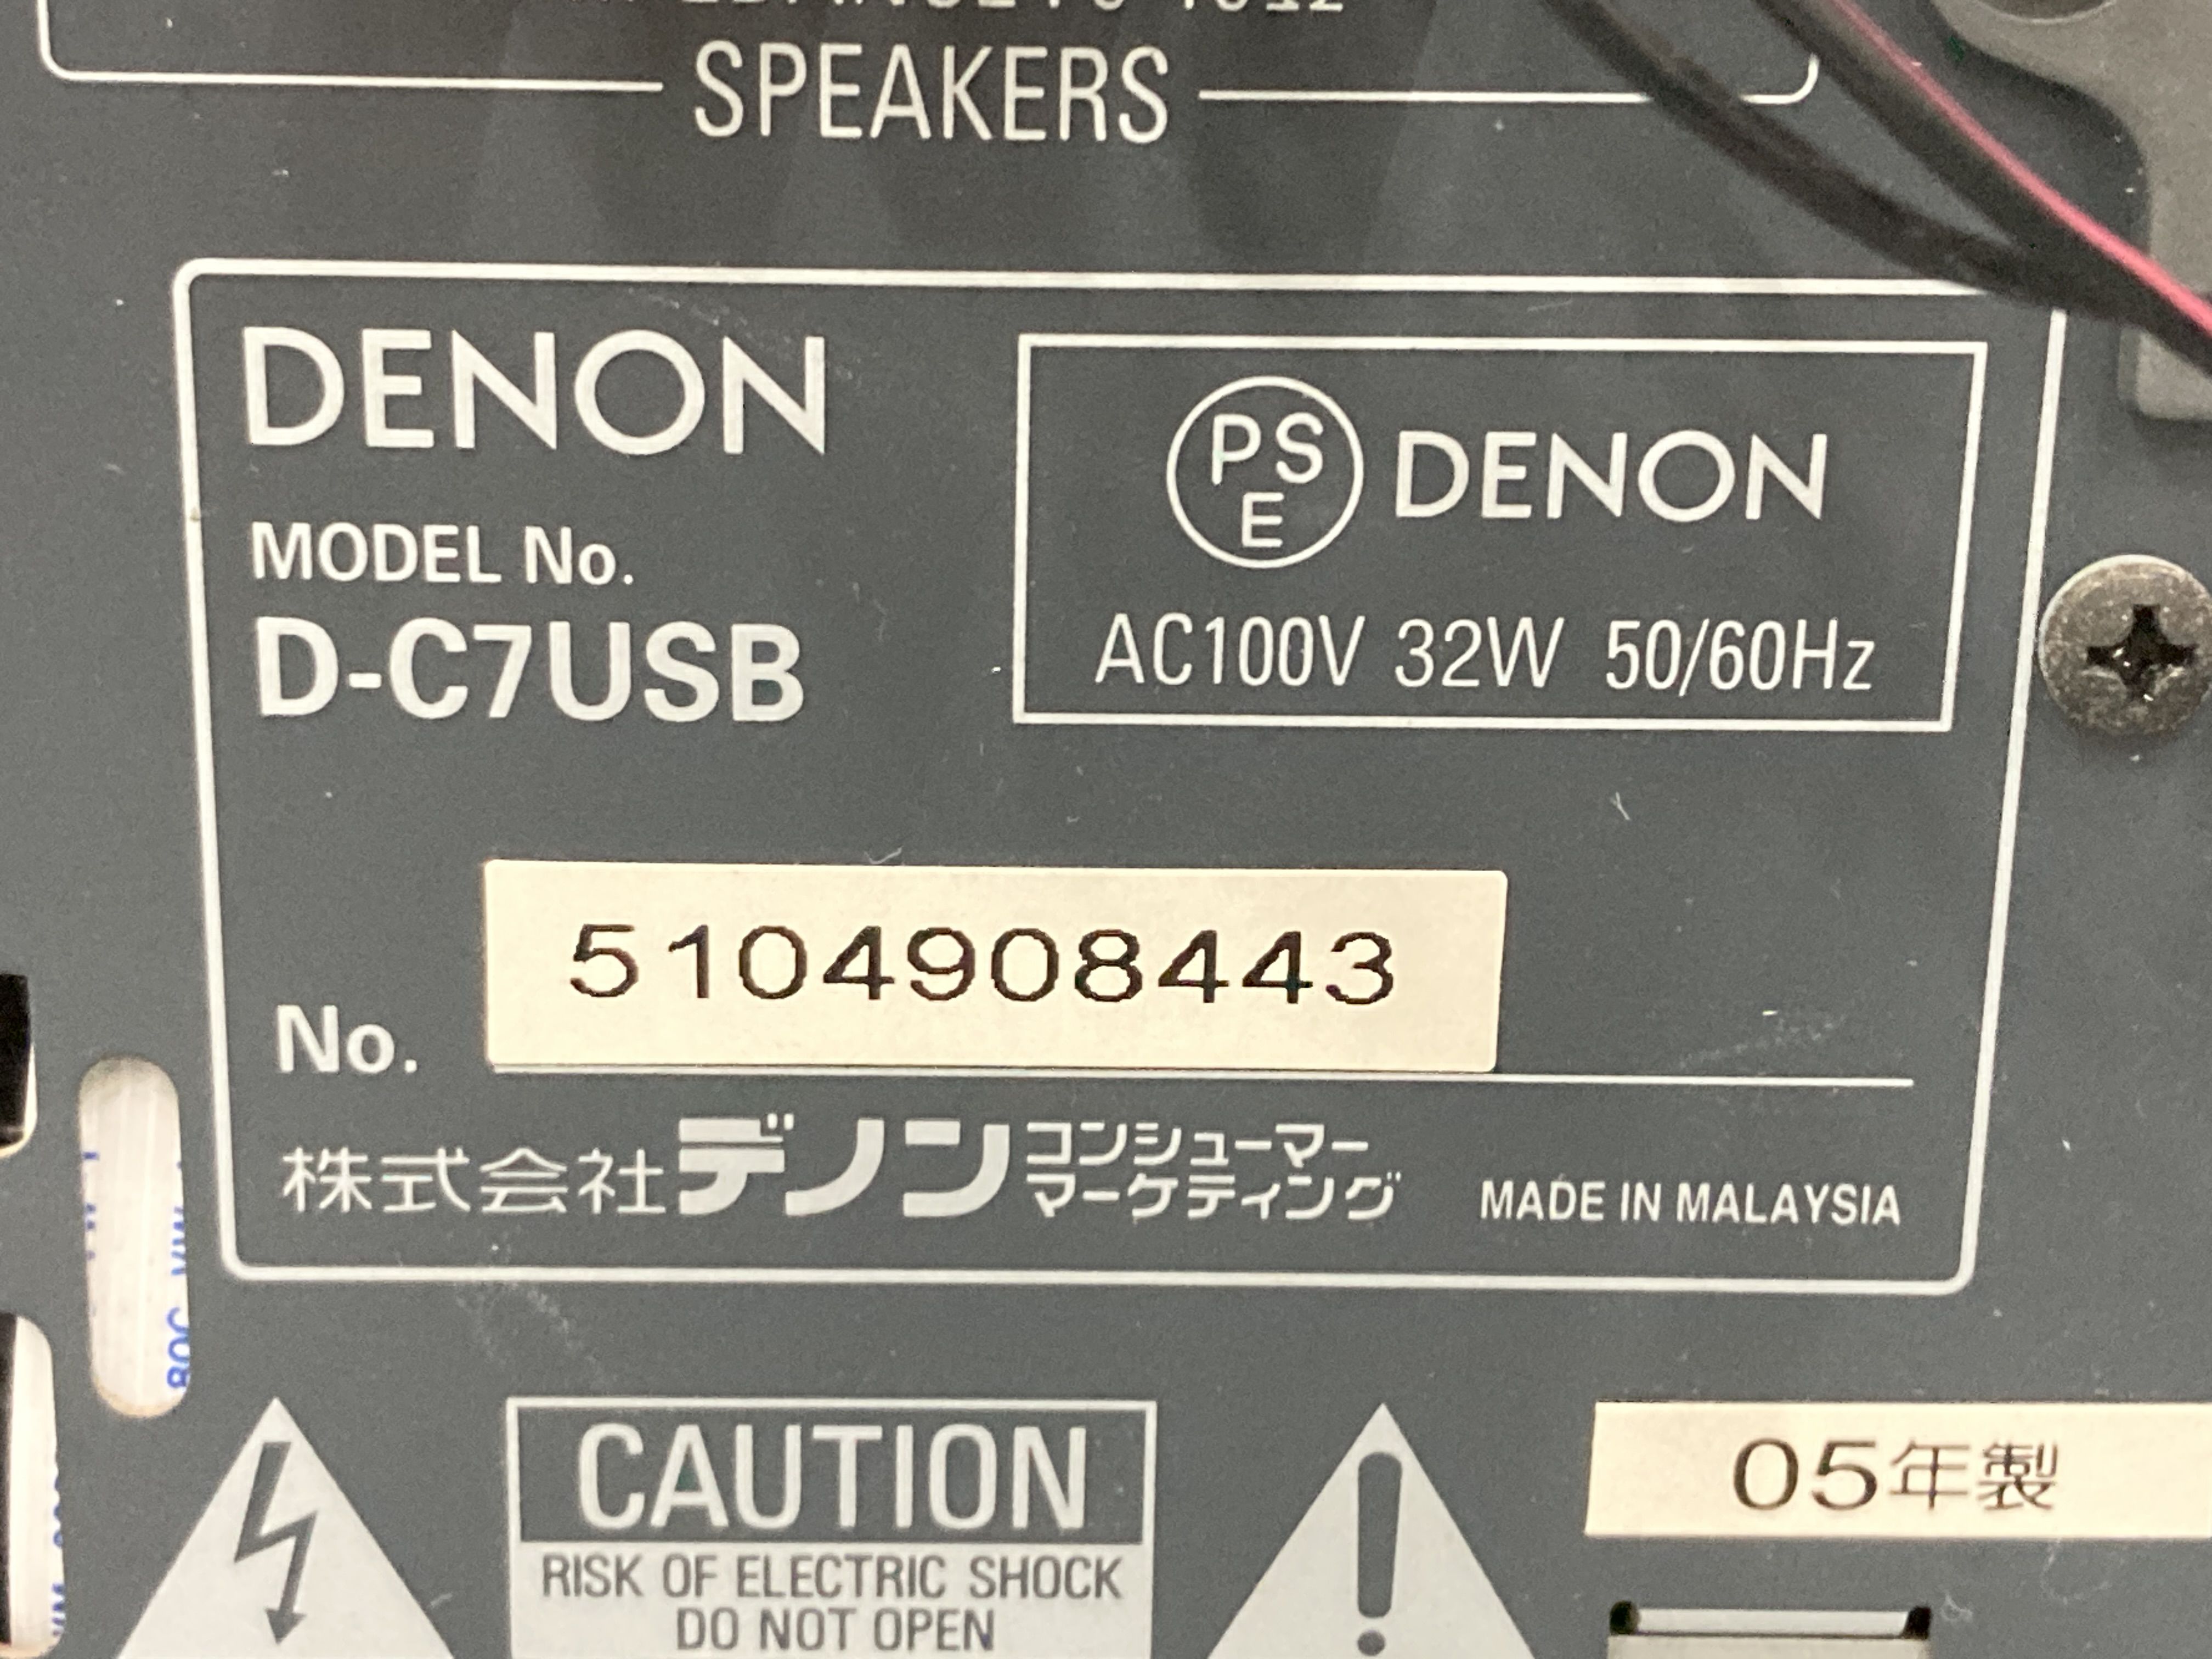 SPEAKERS
DENON
MODEL No.
D-C7USB
PS
E
DENON
AC100V 32W 50/60Hz
No. 5104908443
株式会社デノン コンシューマー
マーケティング
MADE IN MALAYSIA
CAUTION
RISK OF ELECTRIC SHOCK
DO NOT OPEN
05年製
80C